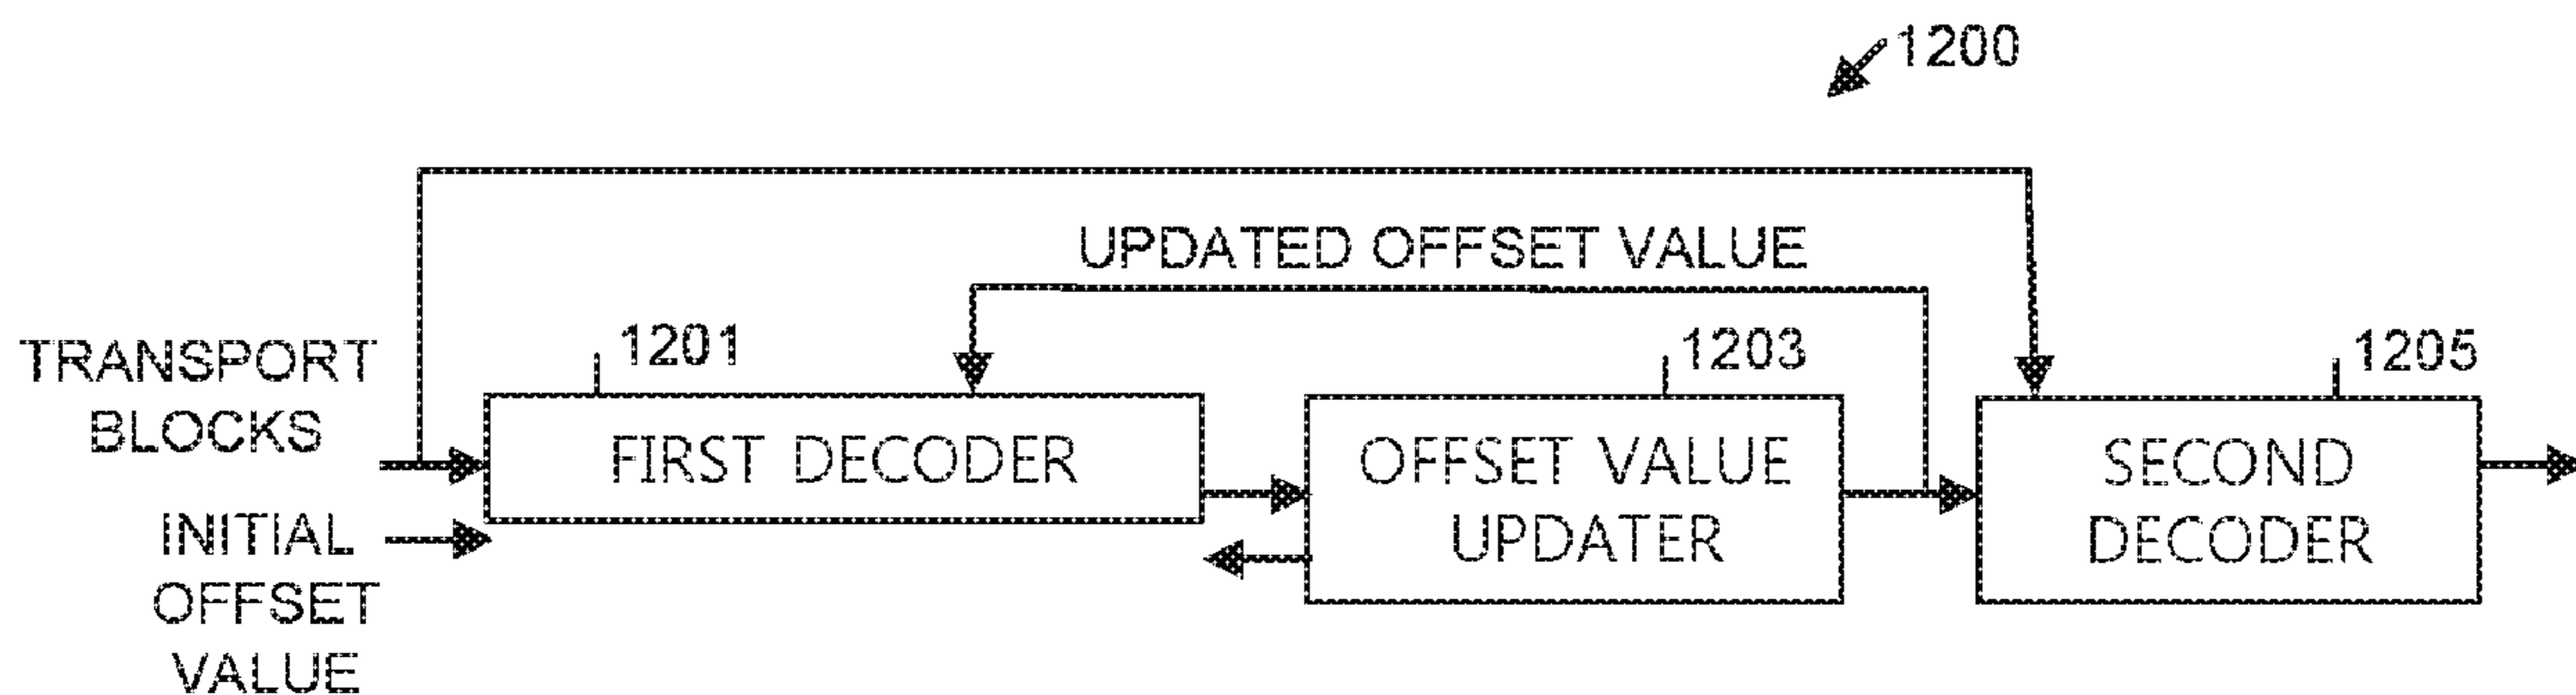 1200
UPDATED OFFSET VALUE
TRANSPORT
BLOCKS
1201
1203
1205
FIRST DECODER
OFFSET VALUE
UPDATER
SECOND
DECODER
INITIAL
OFFSET
VALUE